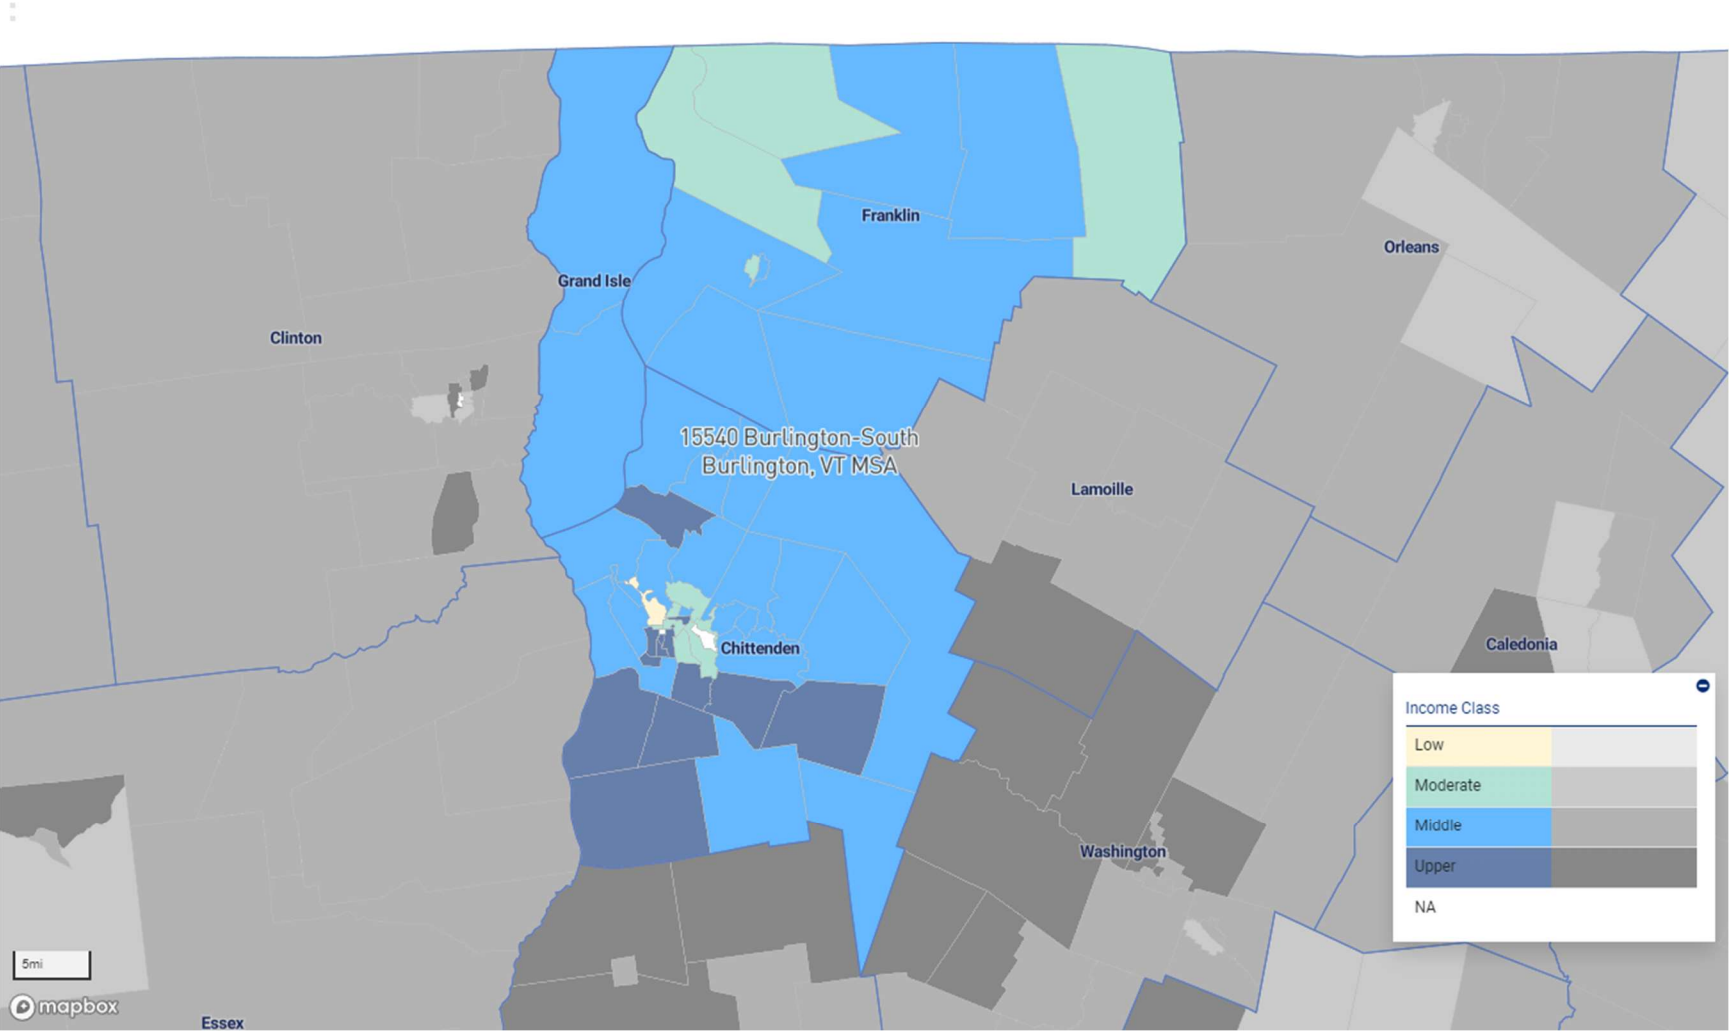 Franklin
Orleans
Grand Isle
Clinton
15540 Burlington-South
Burlington, VT MSA
Lamoille
Chittenden
Caledonia
Income Class
Low
Moderate
Middle
Upper
NA
Washington
5mi
mapbox
Essex